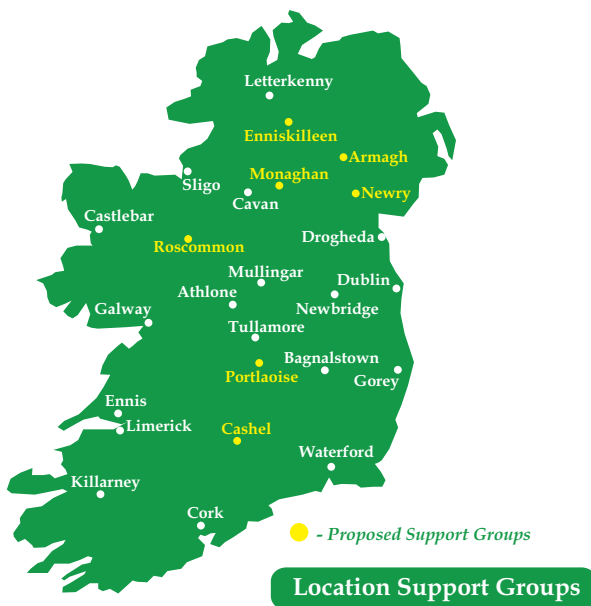 Letterkenny
Enniskilleen
Armagh
Monaghan
Sligo
Cavan
Newry
Castlebar
Drogheda
Roscommon
Mullingar
Dublin
Athlone
Newbridge
Galway
Tullamore
Bagnalstown
Portlaoise
Gorey
Ennis
Limerick
Cashel
Waterford
Killarney
Cork
- Proposed Support Groups
Location Support Groups